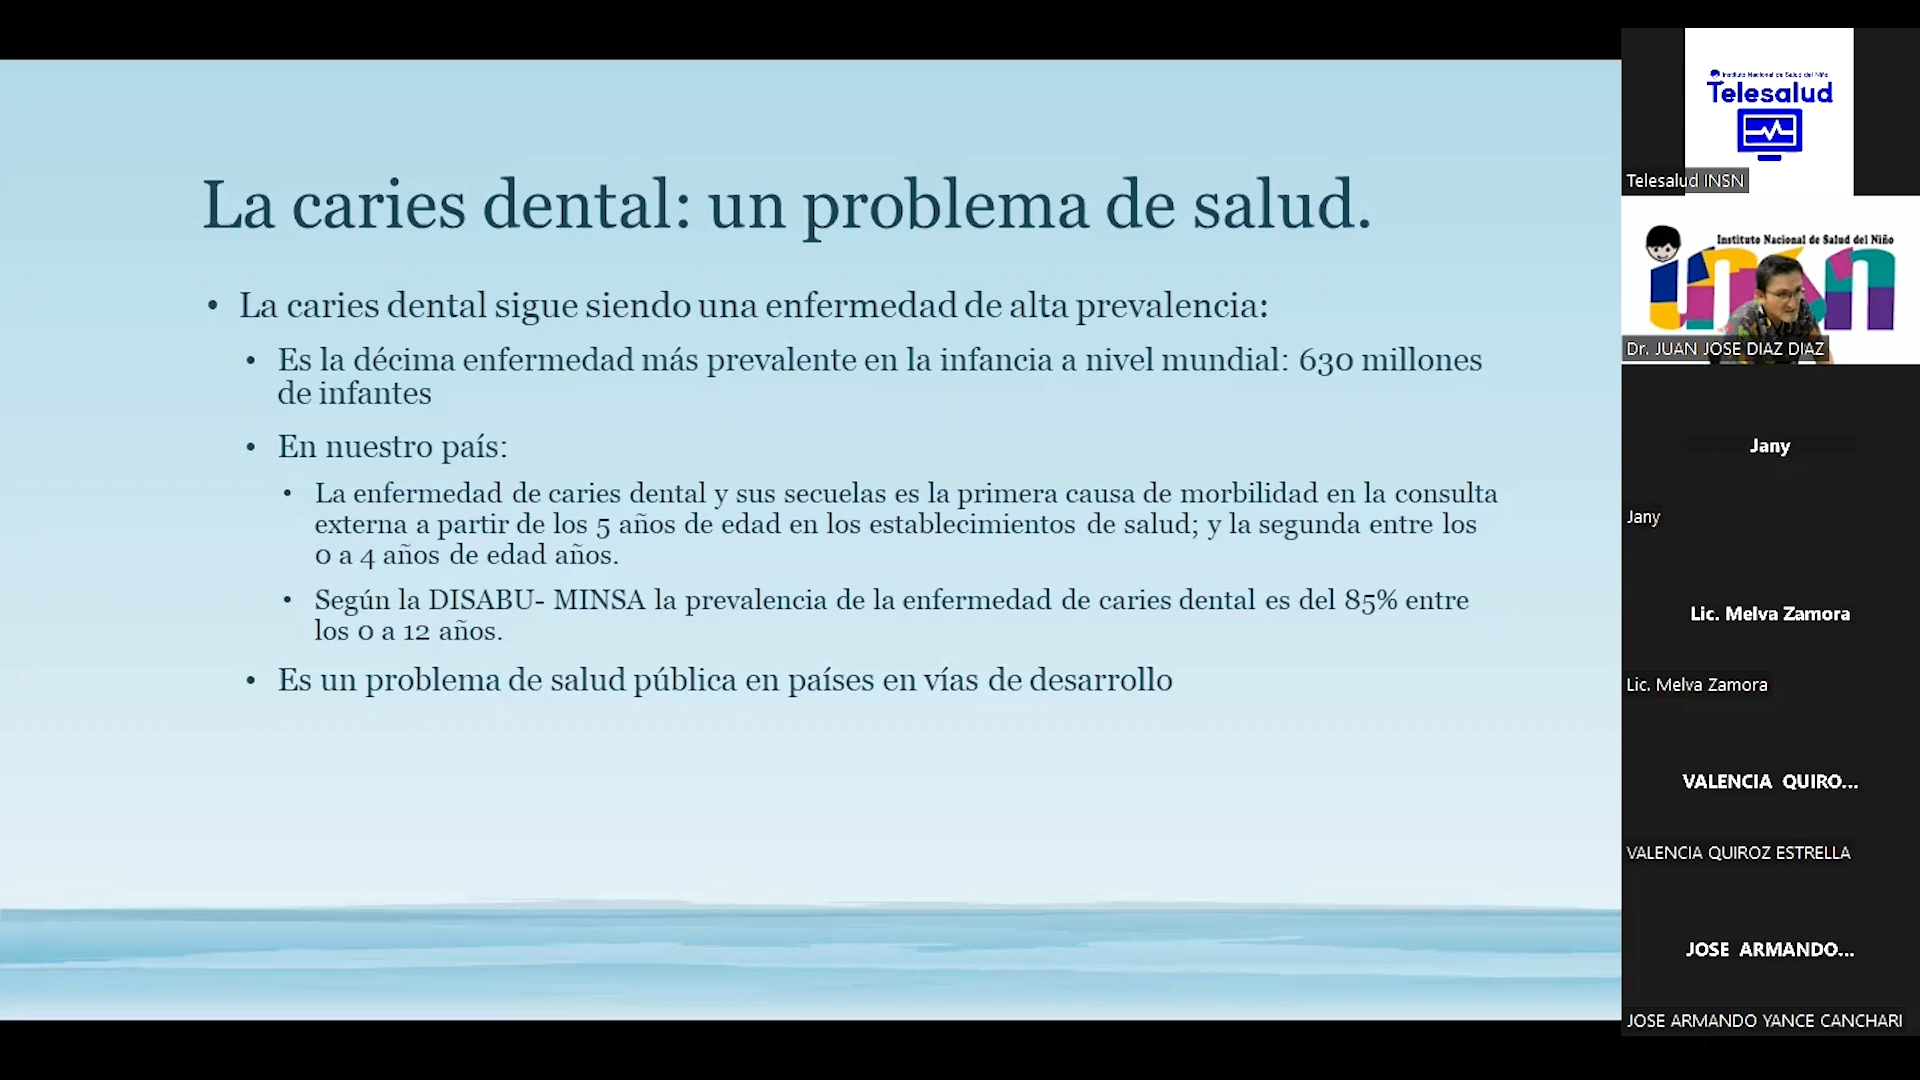 La caries dental: un problema de salud.
• La caries dental sigue siendo una enfermedad de alta prevalencia:
• Es la décima enfermedad más prevalente en la infancia a nivel mundial: 630 millones
de infantes
• En nuestro país:
• La enfermedad de caries dental y sus secuelas es la primera causa de morbilidad en la consulta
externa a partir de los 5 años de edad en los establecimientos de salud; y la segunda entre los
0 a 4 años de edad años.
• Según la DISABU- MINSA la prevalencia de la enfermedad de caries dental es del 85% entre
los 0 a 12 años.
• Es un problema de salud pública en países en vías de desarrollo
Instituto Nacional de Salud del Niño
Telesalud
Telesalud INSN
Instituto Nacional de Salud del Niño
insn
Dr. JUAN JOSE DIAZ DIAZ
Jany
Jany
Lic. Melva Zamora
Lic. Melva Zamora
VALENCIA QUIRO...
VALENCIA QUIROZ ESTRELLA
JOSE ARMANDO...
JOSE ARMANDO YANCE CANCHARI